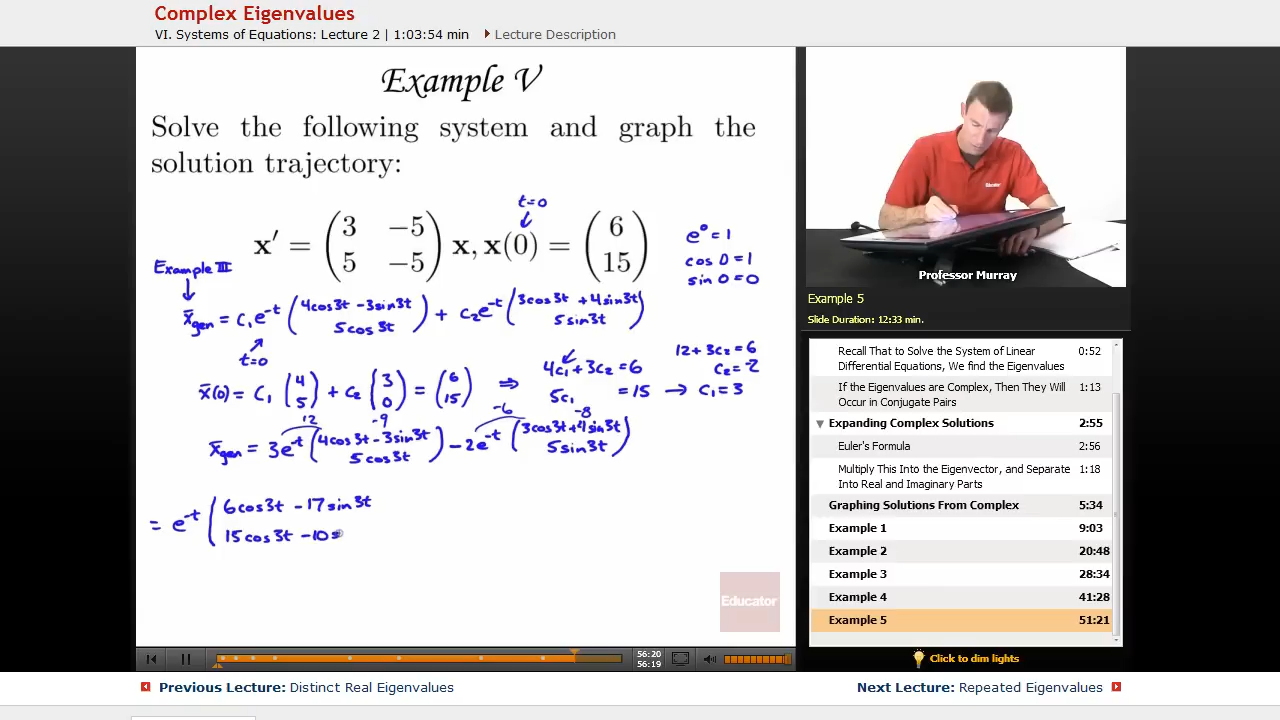 Complex Eigenvalues
VI. Systems of Equations: Lecture 2 | 1:03:54 min
Lecture Description
Example V
Solve the following system and graph the
solution trajectory:
t=0
x′ = (3 −5 5 −5) x, x(0) = (6 15)
e⁰ = 1
cos 0 = 1
sin 0 = 0
Example III
x̄gen = c₁e⁻ᵗ (4cos3t − 3sin3t 5cos 3t) + c₂e⁻ᵗ (3cos3t + 4sin3t 5sin3t)
t=0
x̄(0) = C₁ (4 5) + C₂ (3 0) = (6 15) ⇒
4c₁ + 3c₂ = 6
5c₁ = 15 → C₁ = 3
12 + 3c₂ = 6
C₂ = −2
12 -9 -6 -8
x̄gen = 3e⁻ᵗ (4cos3t − 3sin3t 5cos3t) − 2e⁻ᵗ (3cos3t + 4sin3t 5sin3t)
= e⁻ᵗ (6cos3t − 17sin3t
15cos3t − 10s
Educator
Educator
Professor Murray
Example 5
Slide Duration: 12:33 min.
Recall That to Solve the System of Linear 0:52
Differential Equations, We find the Eigenvalues
If the Eigenvalues are Complex, Then They Will 1:13
Occur in Conjugate Pairs
Expanding Complex Solutions 2:55
Euler's Formula 2:56
Multiply This Into the Eigenvector, and Separate 1:18
Into Real and Imaginary Parts
Graphing Solutions From Complex 5:34
Example 1 9:03
Example 2 20:48
Example 3 28:34
Example 4 41:28
Example 5 51:21
56:20
56:19
Click to dim lights
Previous Lecture: Distinct Real Eigenvalues
Next Lecture: Repeated Eigenvalues